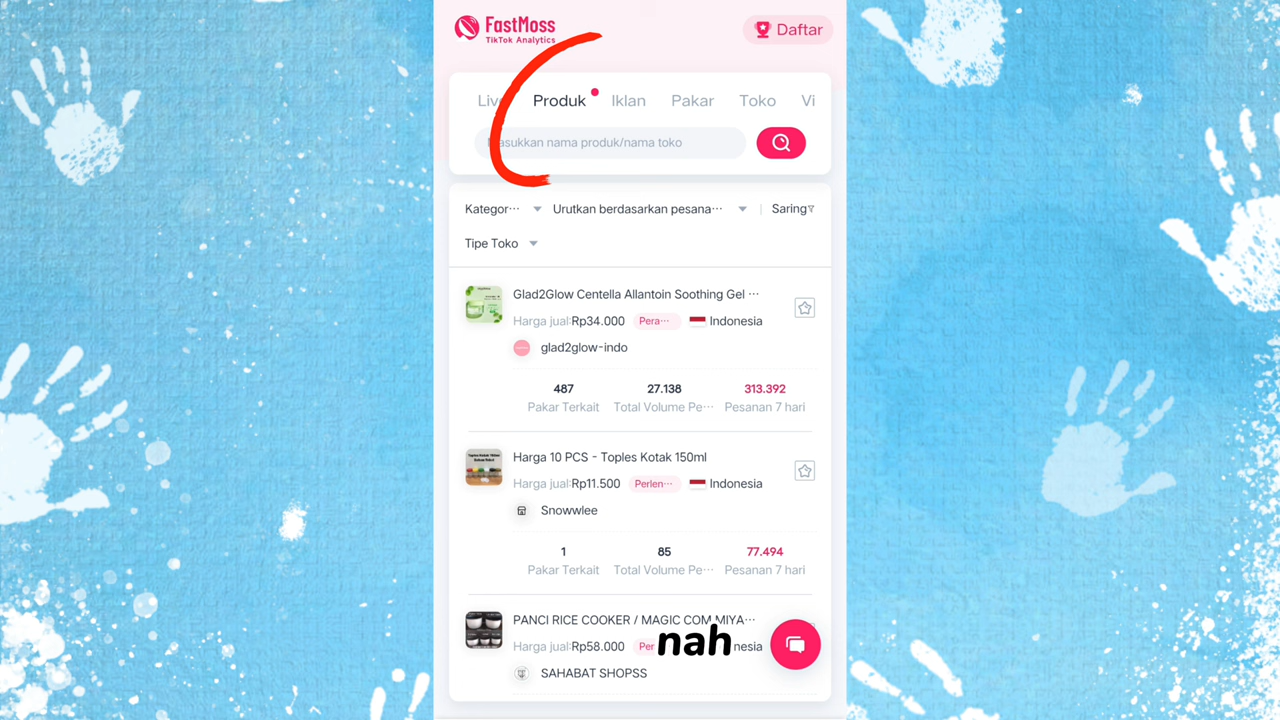 FastMoss
TikTok Analytics
Daftar
Produk Iklan Pakar Toko Vi
nama produk/nama toko
Kategor··· Urutkan berdasarkan pesana··· Saring
Tipe Toko
Glad2Glow Centella Allantoin Soothing Gel ···
Harga jual:Rp34.000 Pera··· Indonesia
glad2glow-indo
487 27.138 313.392
Pakar Terkait Total Volume Pe··· Pesanan 7 hari
Harga 10 PCS - Toples Kotak 150ml
Harga jual:Rp11.500 Perlen··· Indonesia
Snowwlee
1 85 77.494
Pakar Terkait Total Volume Pe··· Pesanan 7 hari
PANCI RICE COOKER / MAGIC COM MIYA···
Harga jual:Rp58.000 Per nah nesia
SAHABAT SHOPSS